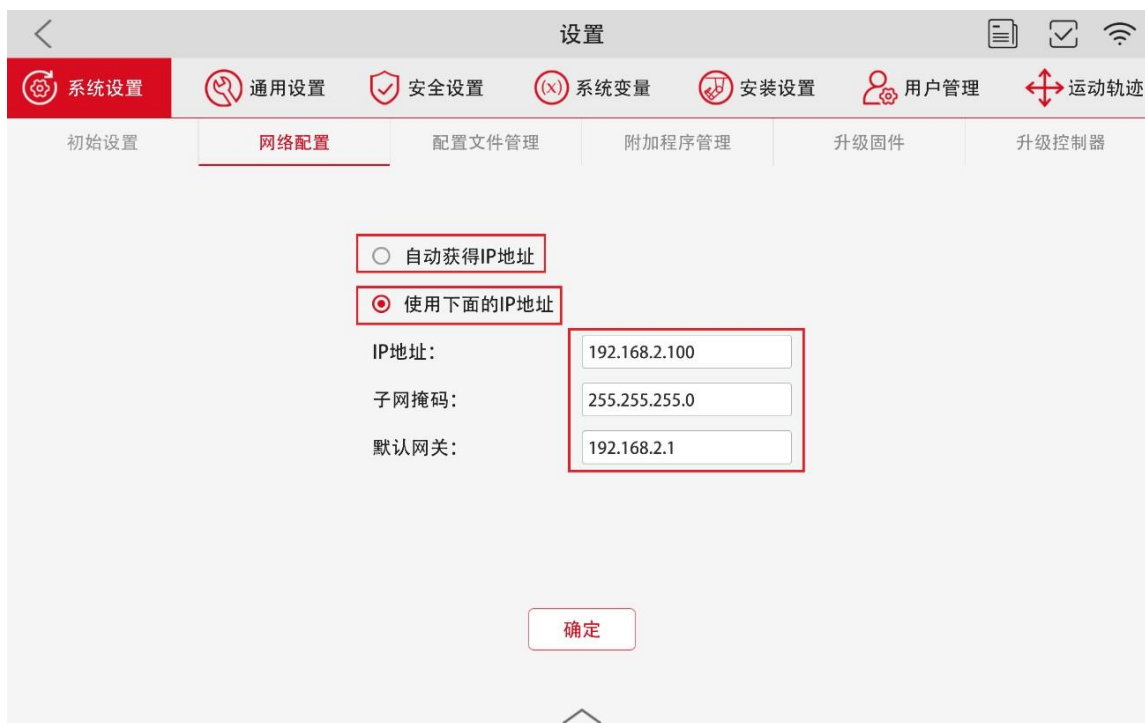 设置
系统设置 通用设置 安全设置 (x) 系统变量 安装设置 用户管理 运动轨迹
初始设置 网络配置 配置文件管理 附加程序管理 升级固件 升级控制器
自动获得IP地址
使用下面的IP地址
IP地址: 192.168.2.100
子网掩码: 255.255.255.0
默认网关: 192.168.2.1
确定